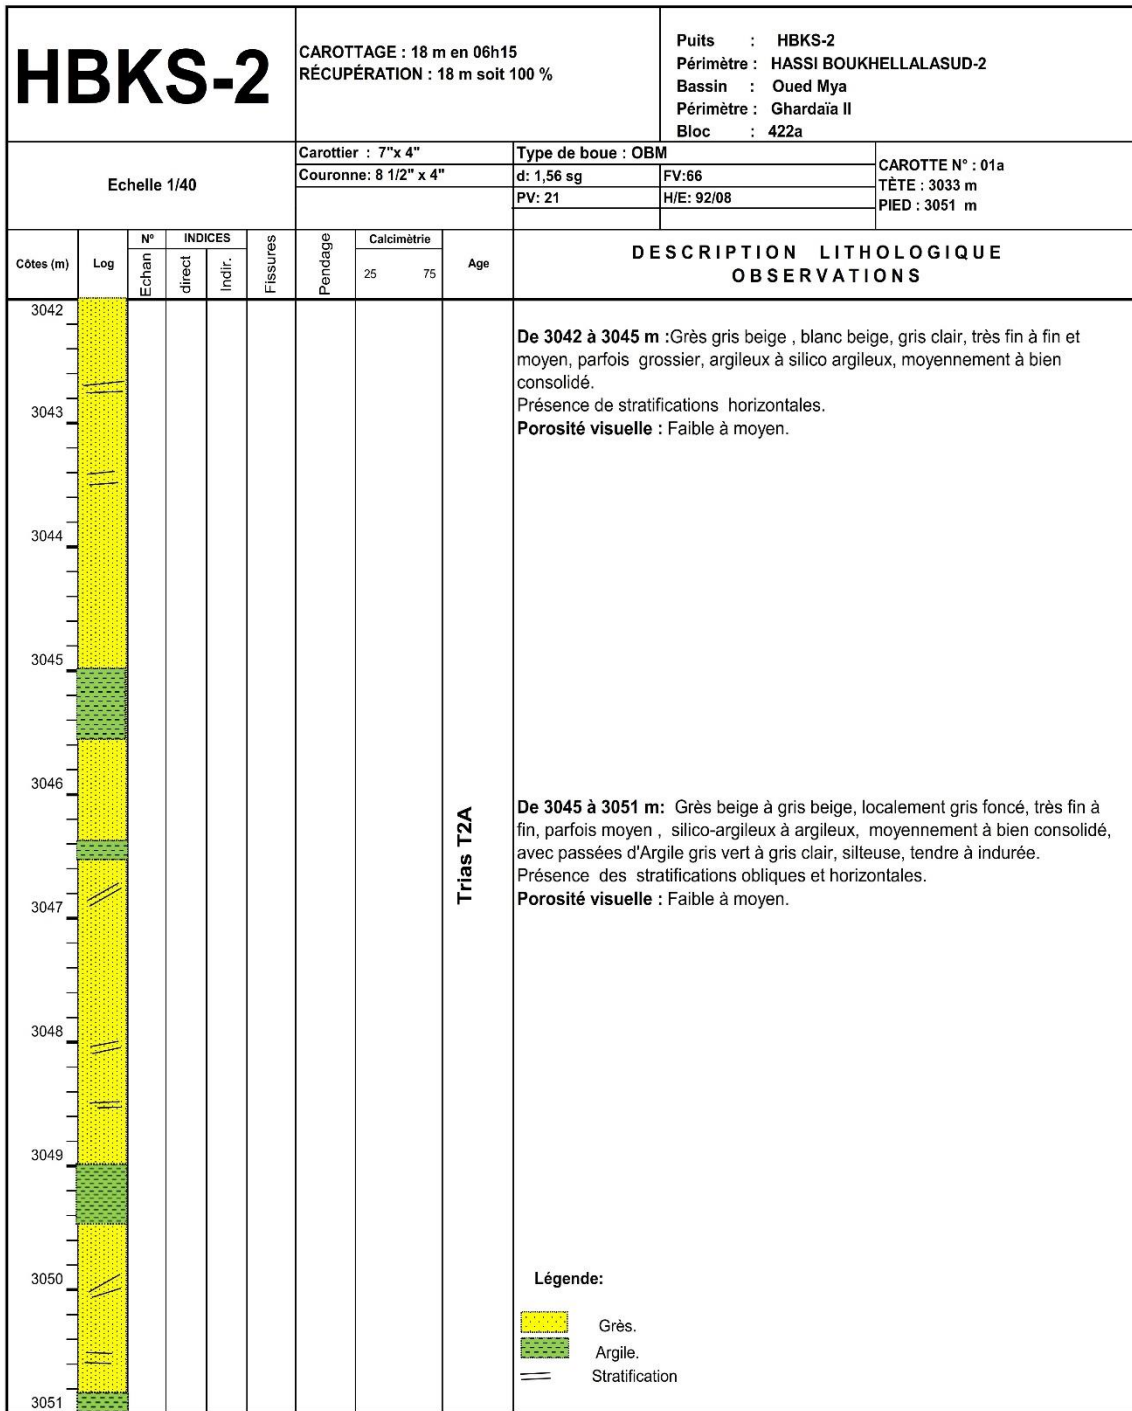 HBKS-2
CAROTTAGE : 18 m en 06h15
RÉCUPÉRATION : 18 m soit 100 %
Puits : HBKS-2
Périmètre : HASSI BOUKHELLALASUD-2
Bassin : Oued Mya
Périmètre : Ghardaïa II
Bloc : 422a
Echelle 1/40
Carottier : 7"x 4"
Couronne: 8 1/2" x 4"
Type de boue : OBM
d: 1,56 sg
FV:66
PV: 21
H/E: 92/08
CAROTTE N° : 01a
TÈTE : 3033 m
PIED : 3051 m
Côtes (m)
Log
Nº
Echan
INDICES
direct
Indir.
Fissures
Pendage
Calcimètrie
25 75
Age
DESCRIPTION LITHOLOGIQUE
OBSERVATIONS
3042
3043
3044
3045
3046
3047
3048
3049
3050
3051
Trias T2A
De 3042 à 3045 m :Grès gris beige , blanc beige, gris clair, très fin à fin et
moyen, parfois grossier, argileux à silico argileux, moyennement à bien
consolidé.
Présence de stratifications horizontales.
Porosité visuelle : Faible à moyen.
De 3045 à 3051 m: Grès beige à gris beige, localement gris foncé, très fin à
fin, parfois moyen , silico-argileux à argileux, moyennement à bien consolidé,
avec passées d'Argile gris vert à gris clair, silteuse, tendre à indurée.
Présence des stratifications obliques et horizontales.
Porosité visuelle : Faible à moyen.
Légende:
Grès.
Argile.
Stratification